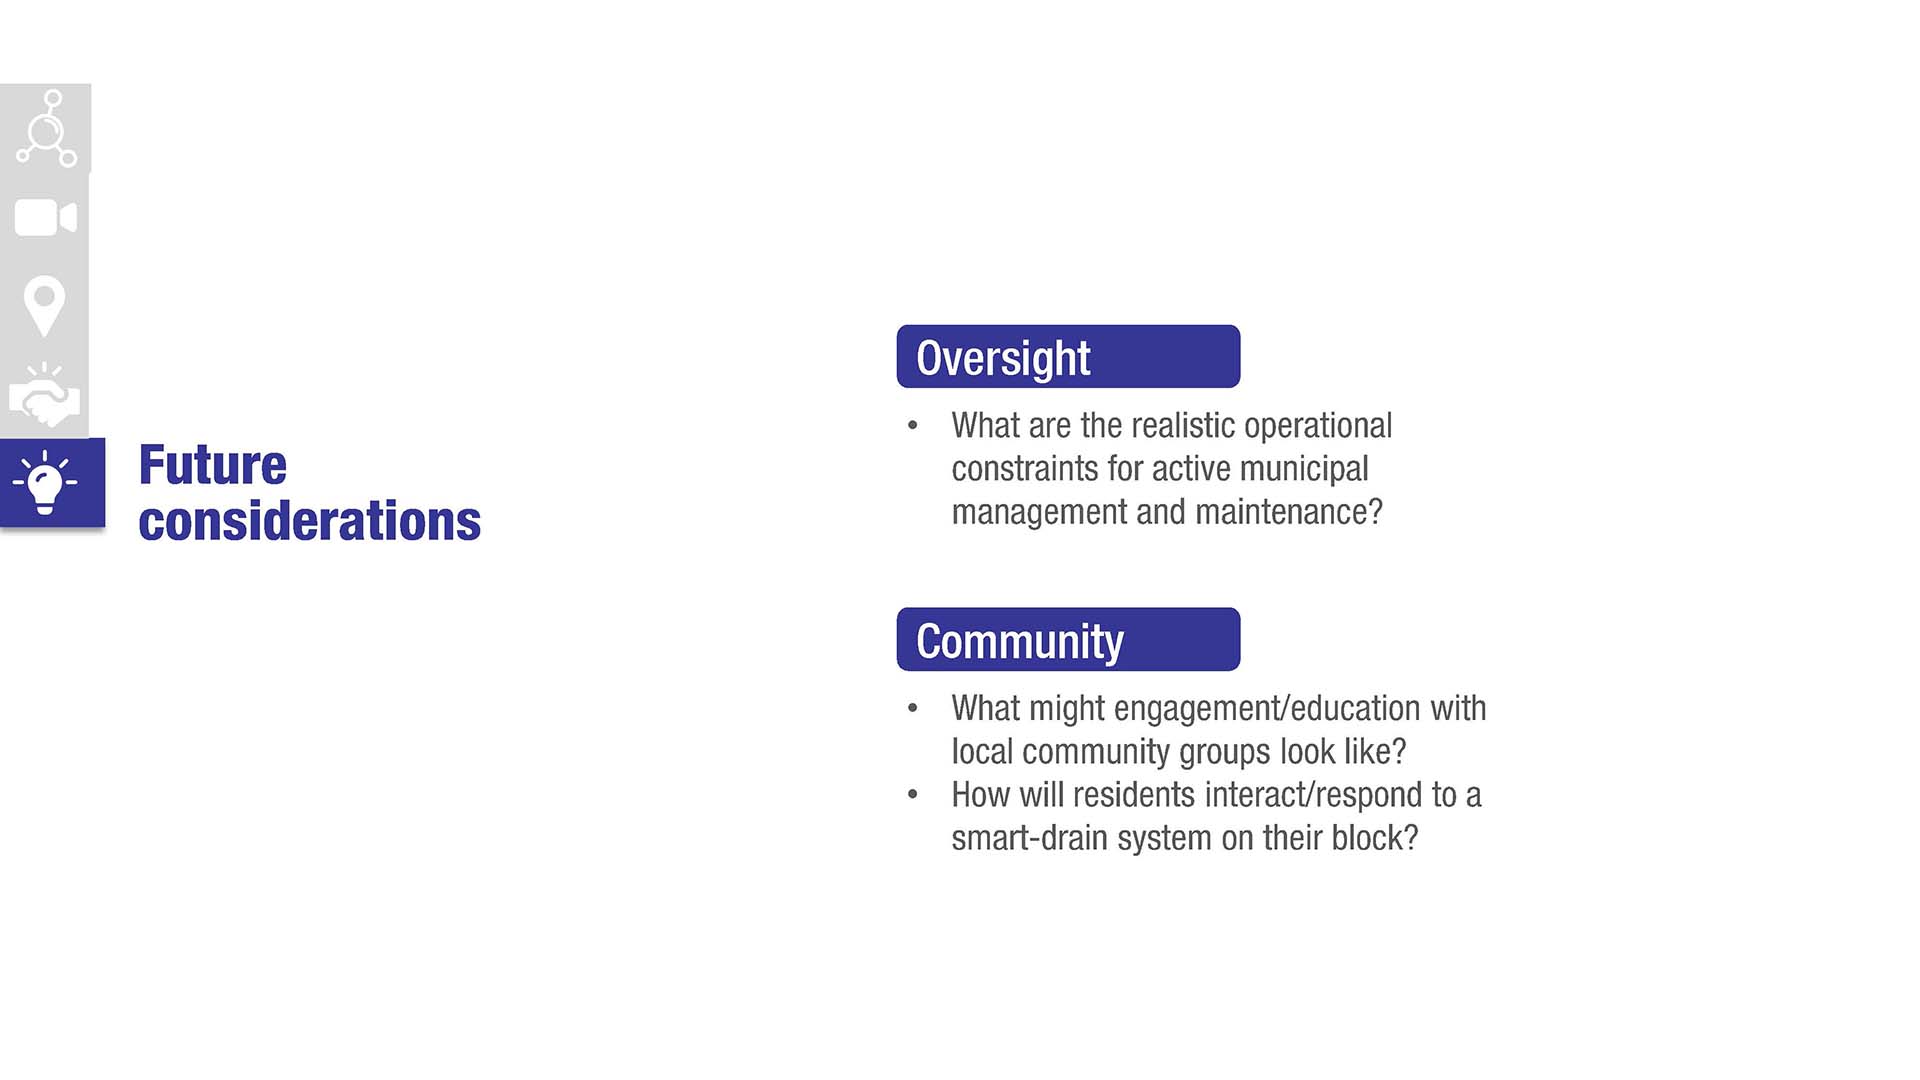 Future
considerations
Oversight
• What are the realistic operational
constraints for active municipal
management and maintenance?
Community
• What might engagement/education with
local community groups look like?
• How will residents interact/respond to a
smart-drain system on their block?